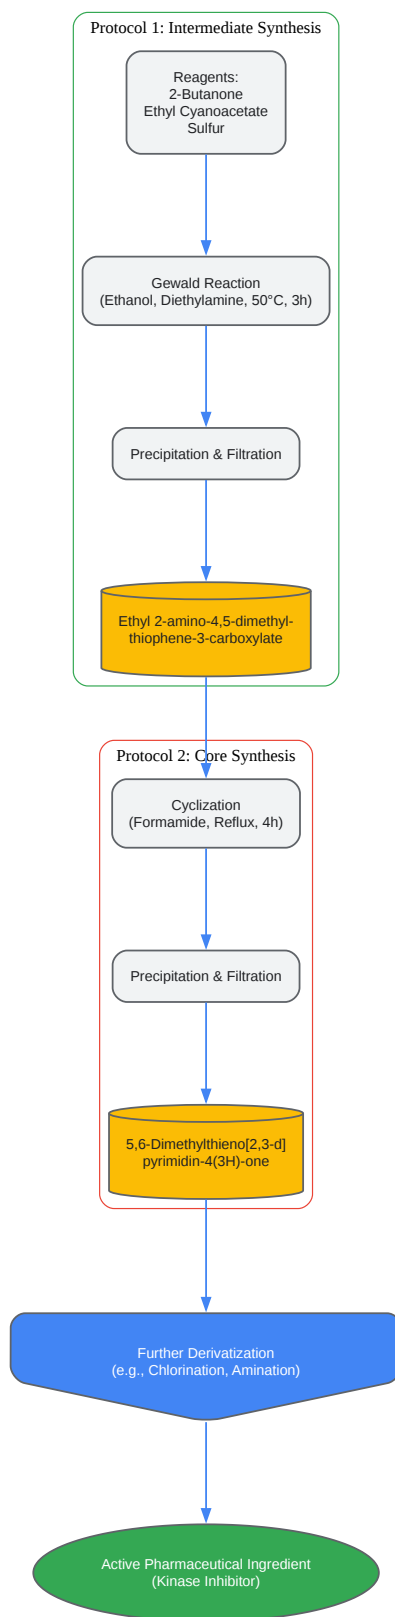 Protocol 1: Intermediate Synthesis
Reagents:
2-Butanone
Ethyl Cyanoacetate
Sulfur
Gewald Reaction
(Ethanol, Diethylamine, 50°C, 3h)
Precipitation & Filtration
Ethyl 2-amino-4,5-dimethyl-
thiophene-3-carboxylate
Protocol 2: Core Synthesis
Cyclization
(Formamide, Reflux, 4h)
Precipitation & Filtration
5,6-Dimethylthieno[2,3-d]
pyrimidin-4(3H)-one
Further Derivatization
(e.g., Chlorination, Amination)
Active Pharmaceutical Ingredient
(Kinase Inhibitor)